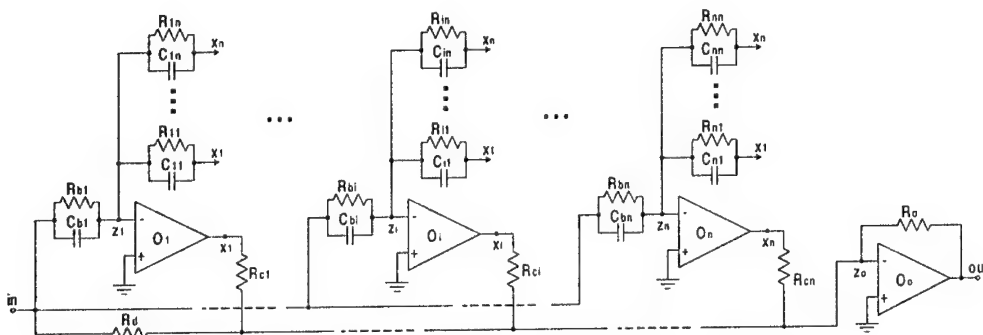 R1n Rin Rnn
C1n Xn Cin Xn Cnn Xn
R11 Ri1 Rn1
C11 X1 Ci1 X1 Cn1 X1
Rb1 Rbi Rbn Ro
Cb1 Z1 - O1 + X1 Cbi Zi - Oi + Xi Cbn Zn - On + Xn
Rc1 Rci Rcn Zo - Oo + OU
in
Rd